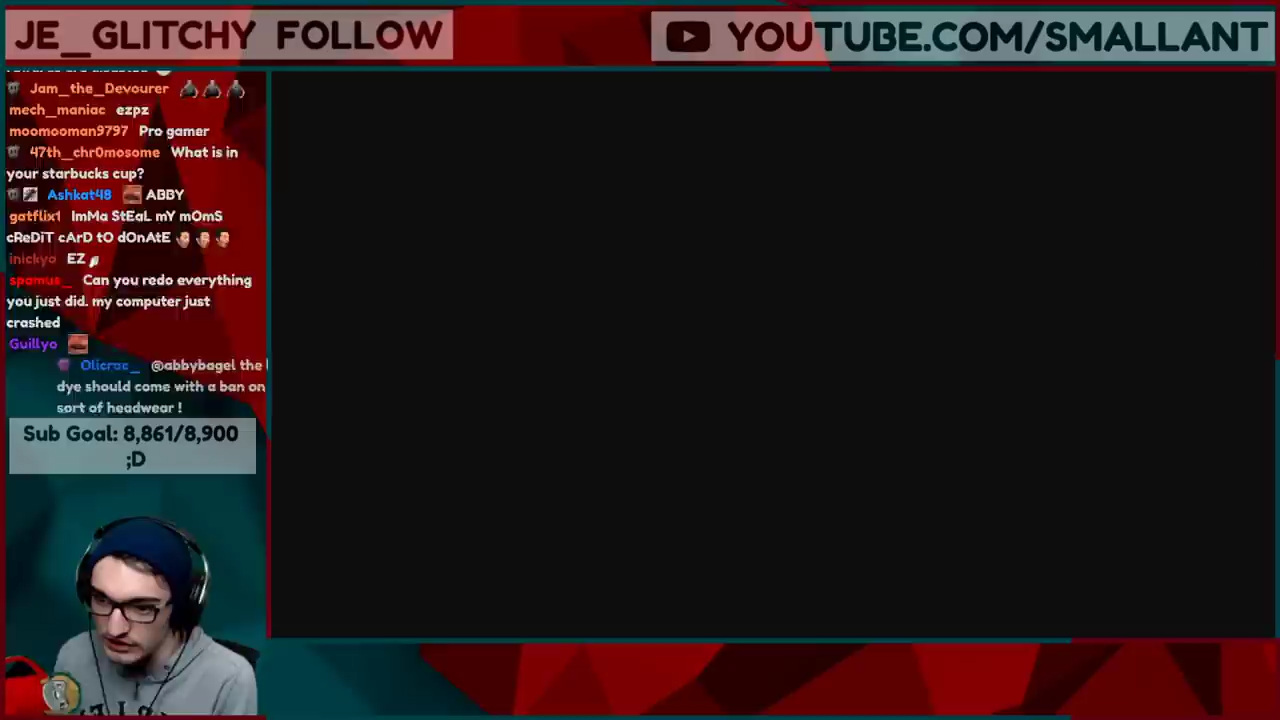 JE_GLITCHY FOLLOW
YOUTUBE.COM/SMALLANT
Jam_the_Devourer
mech_maniac ezpz
moomooman9797 Pro gamer
47th_chr0mosome What is in
your starbucks cup?
Ashkat48 ABBY
gatflix1 ImMa StEaL mY mOmS
cReDiT cArD tO dOnAtE
inickyo EZ
spamus_ Can you redo everything
you just did. my computer just
crashed
Guillyo
@abbybagel the
dye should come with a ban on
sort of headwear !
Sub Goal: 8,861/8,900
;D